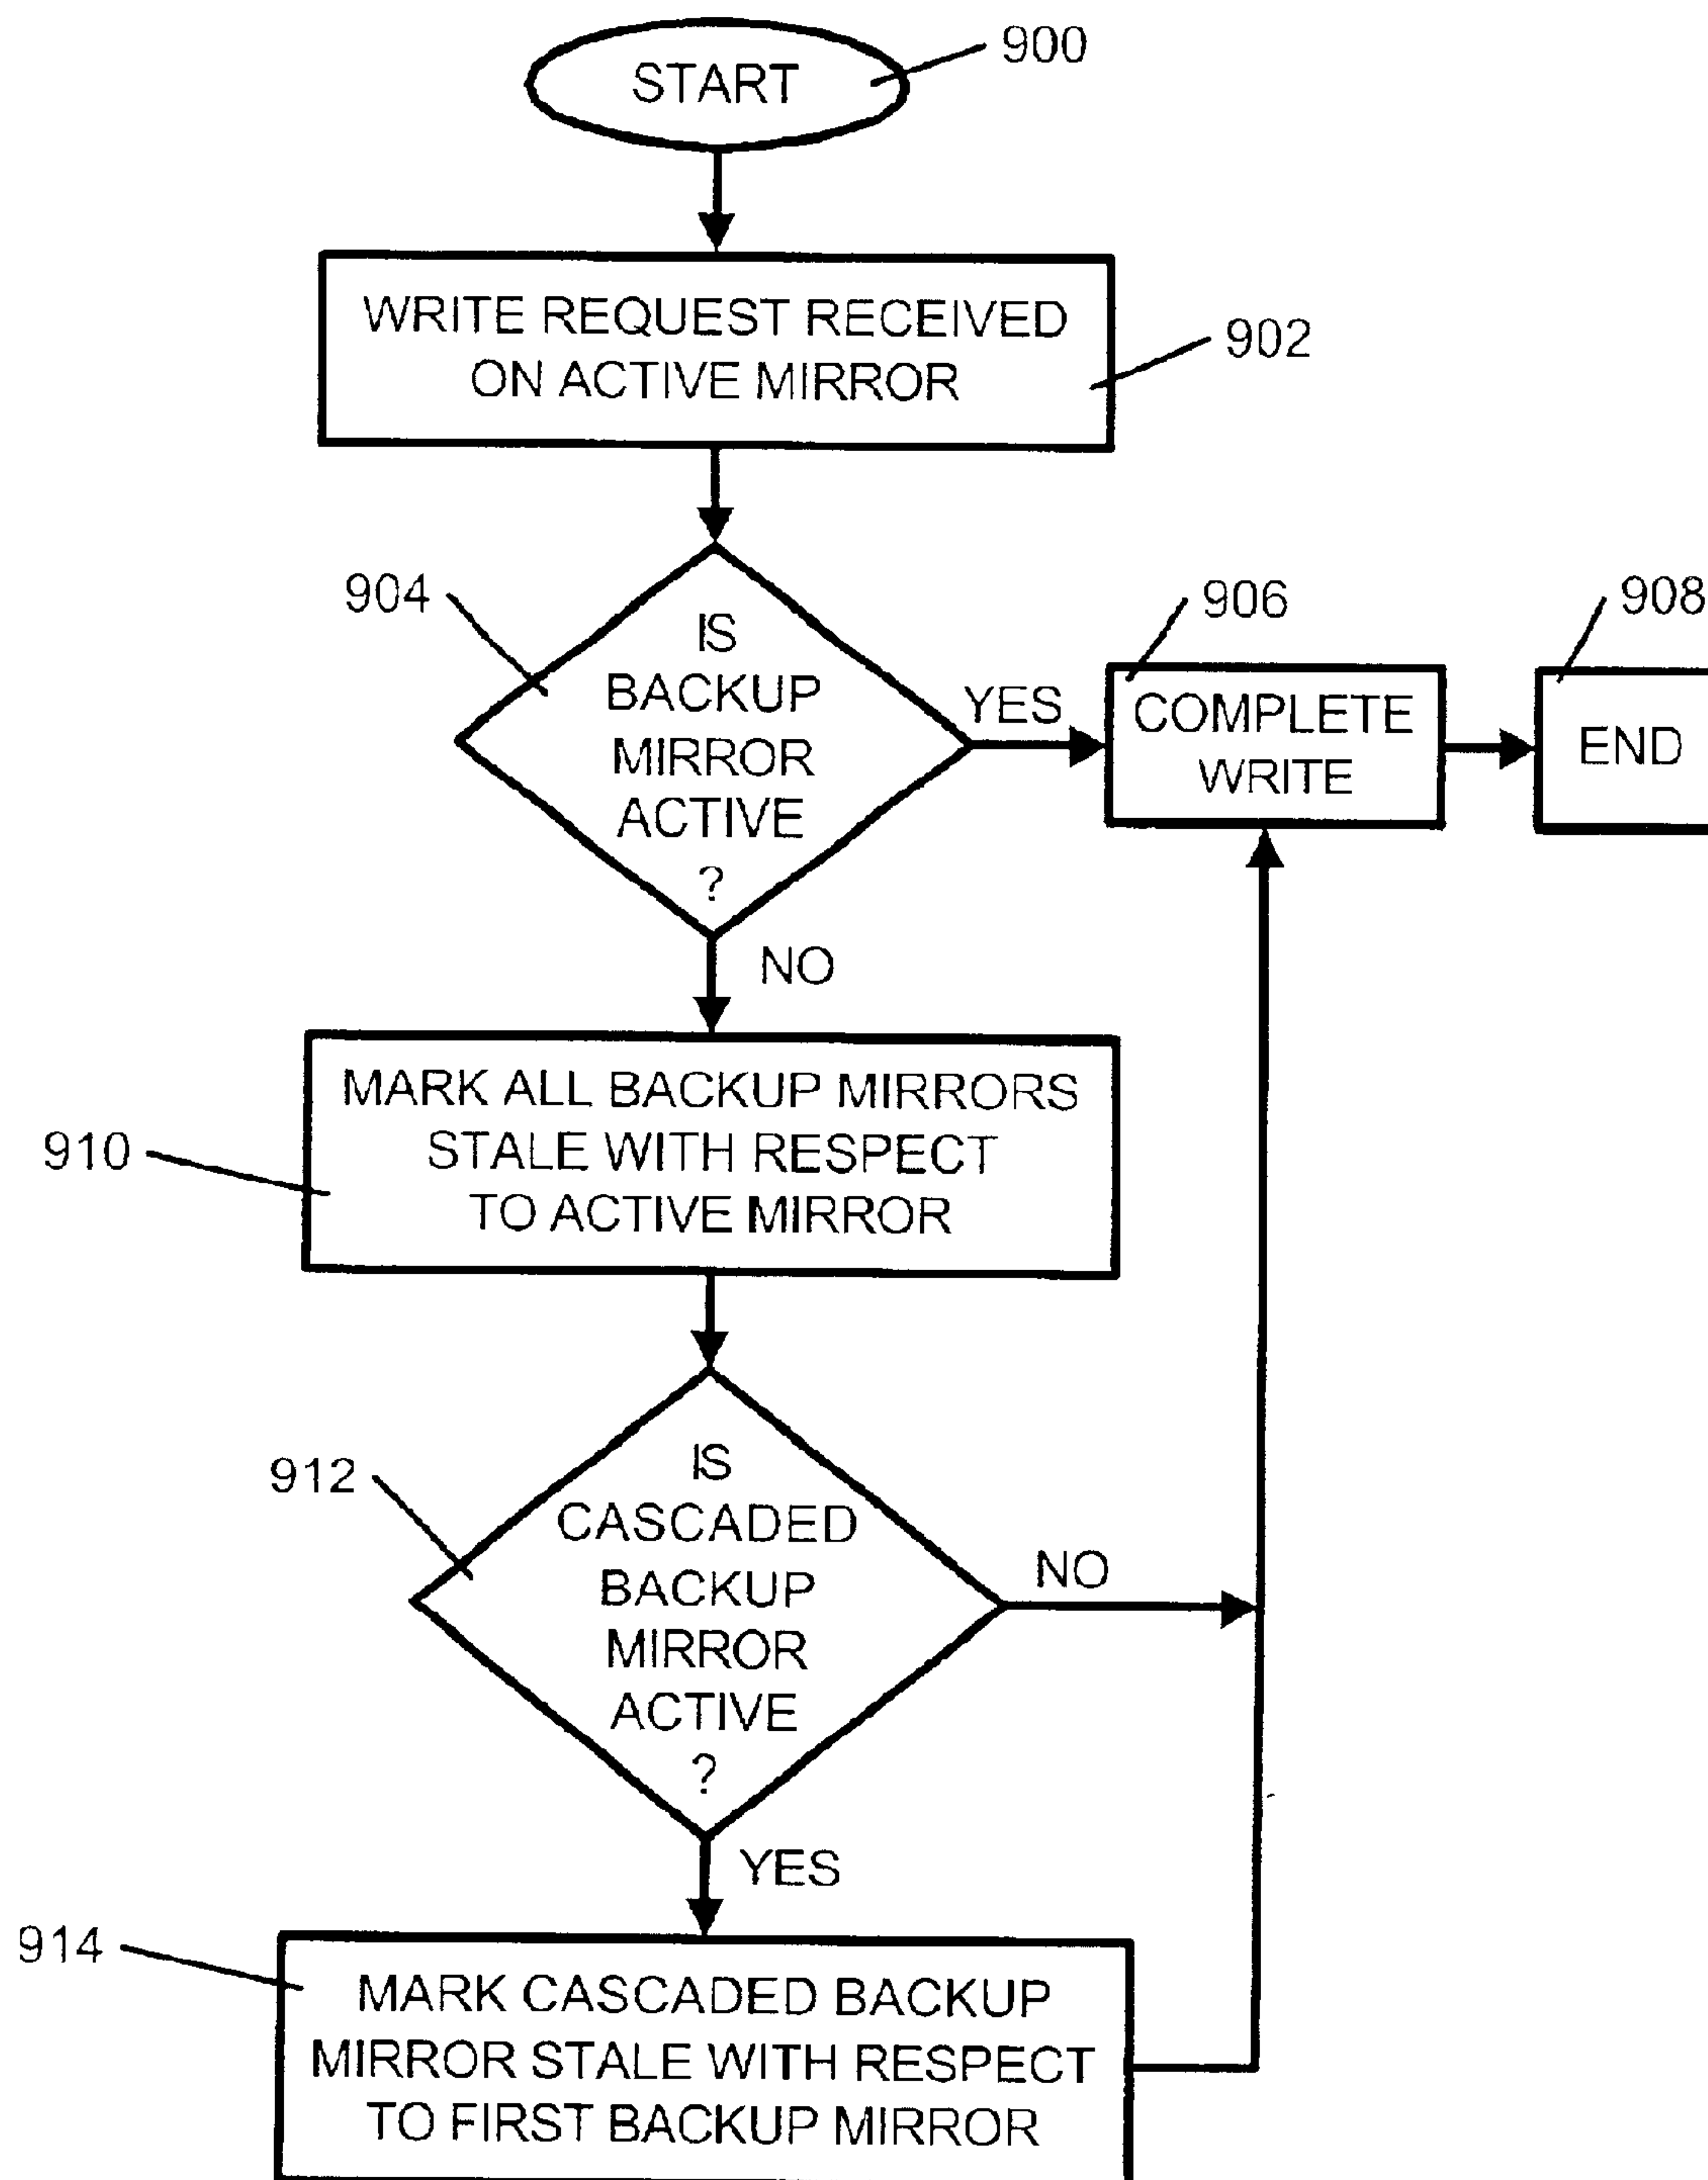 START
900
WRITE REQUEST RECEIVED
ON ACTIVE MIRROR
902
904
IS
BACKUP
MIRROR
ACTIVE
?
YES
906
COMPLETE
WRITE
908
END
NO
910
MARK ALL BACKUP MIRRORS
STALE WITH RESPECT
TO ACTIVE MIRROR
912
IS
CASCADED
BACKUP
MIRROR
ACTIVE
?
NO
YES
914
MARK CASCADED BACKUP
MIRROR STALE WITH RESPECT
TO FIRST BACKUP MIRROR